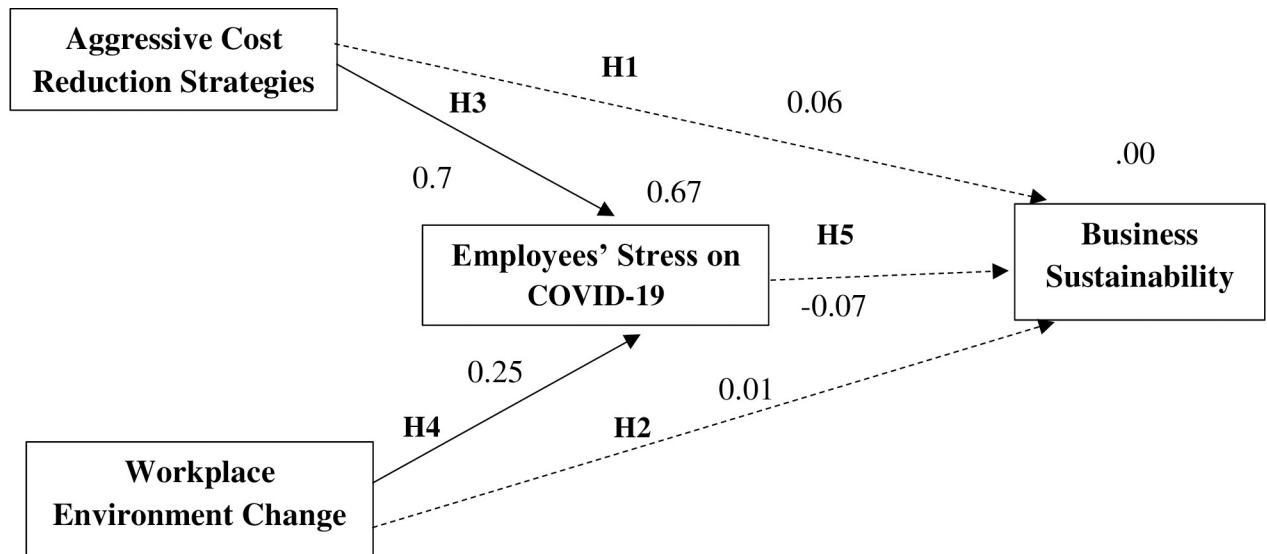 Aggressive Cost
Reduction Strategies
H1
0.06
H3
0.7
0.67
.00
Employees’ Stress on
COVID-19
H5
-0.07
Business
Sustainability
0.25
H4
0.01
H2
Workplace
Environment Change